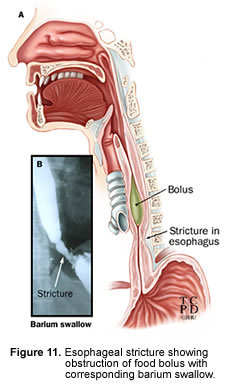 A
Bolus
Stricture in
esophagus
B
Stricture
Barium swallow
T C
P D
Figure 11. Esophageal stricture showing
obstruction of food bolus with
corresponding barium swallow.